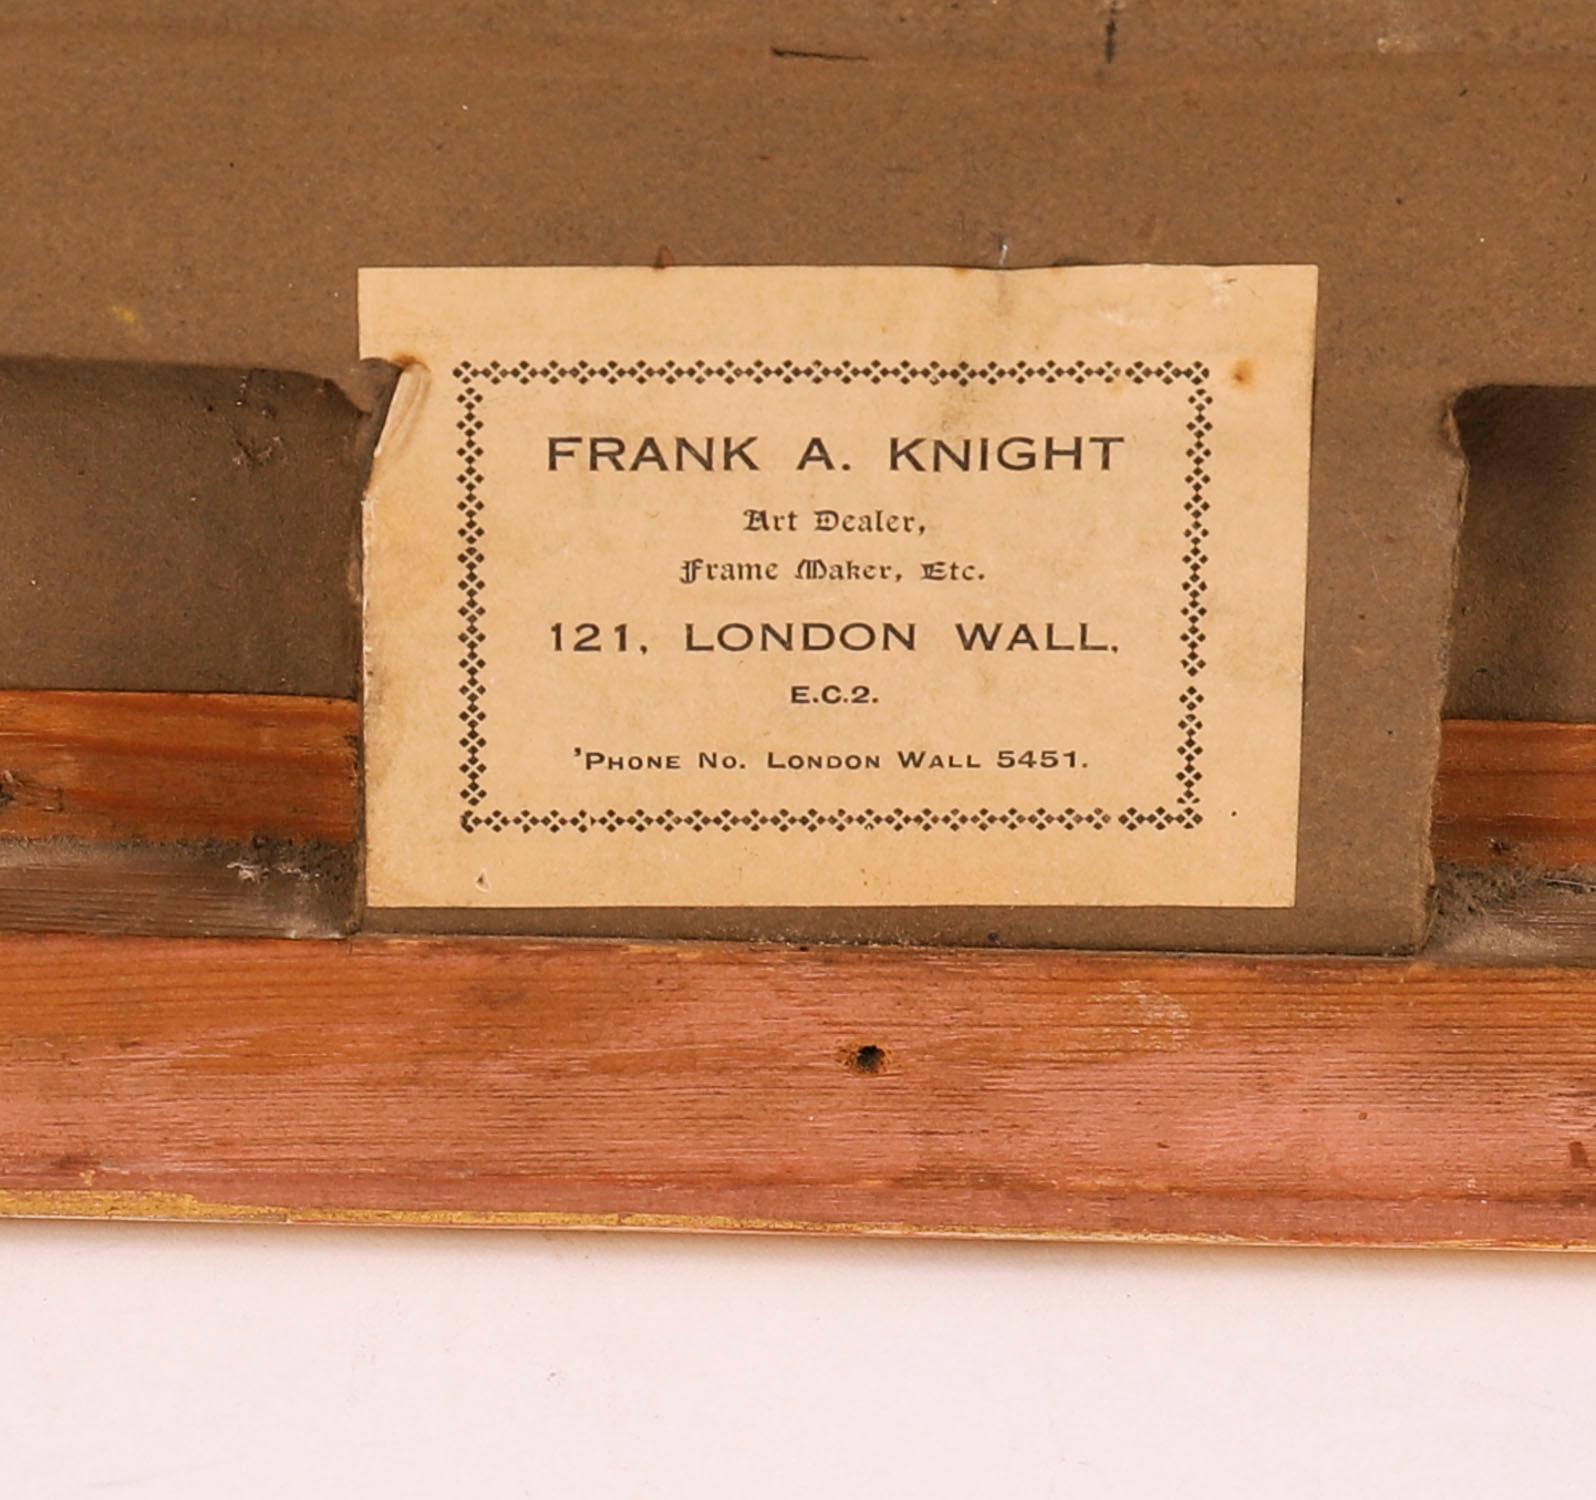 FRANK A. KNIGHT
Art Dealer,
Frame Maker, Etc.
121, LONDON WALL,
E.C.2.
'PHONE NO. LONDON WALL 5451.